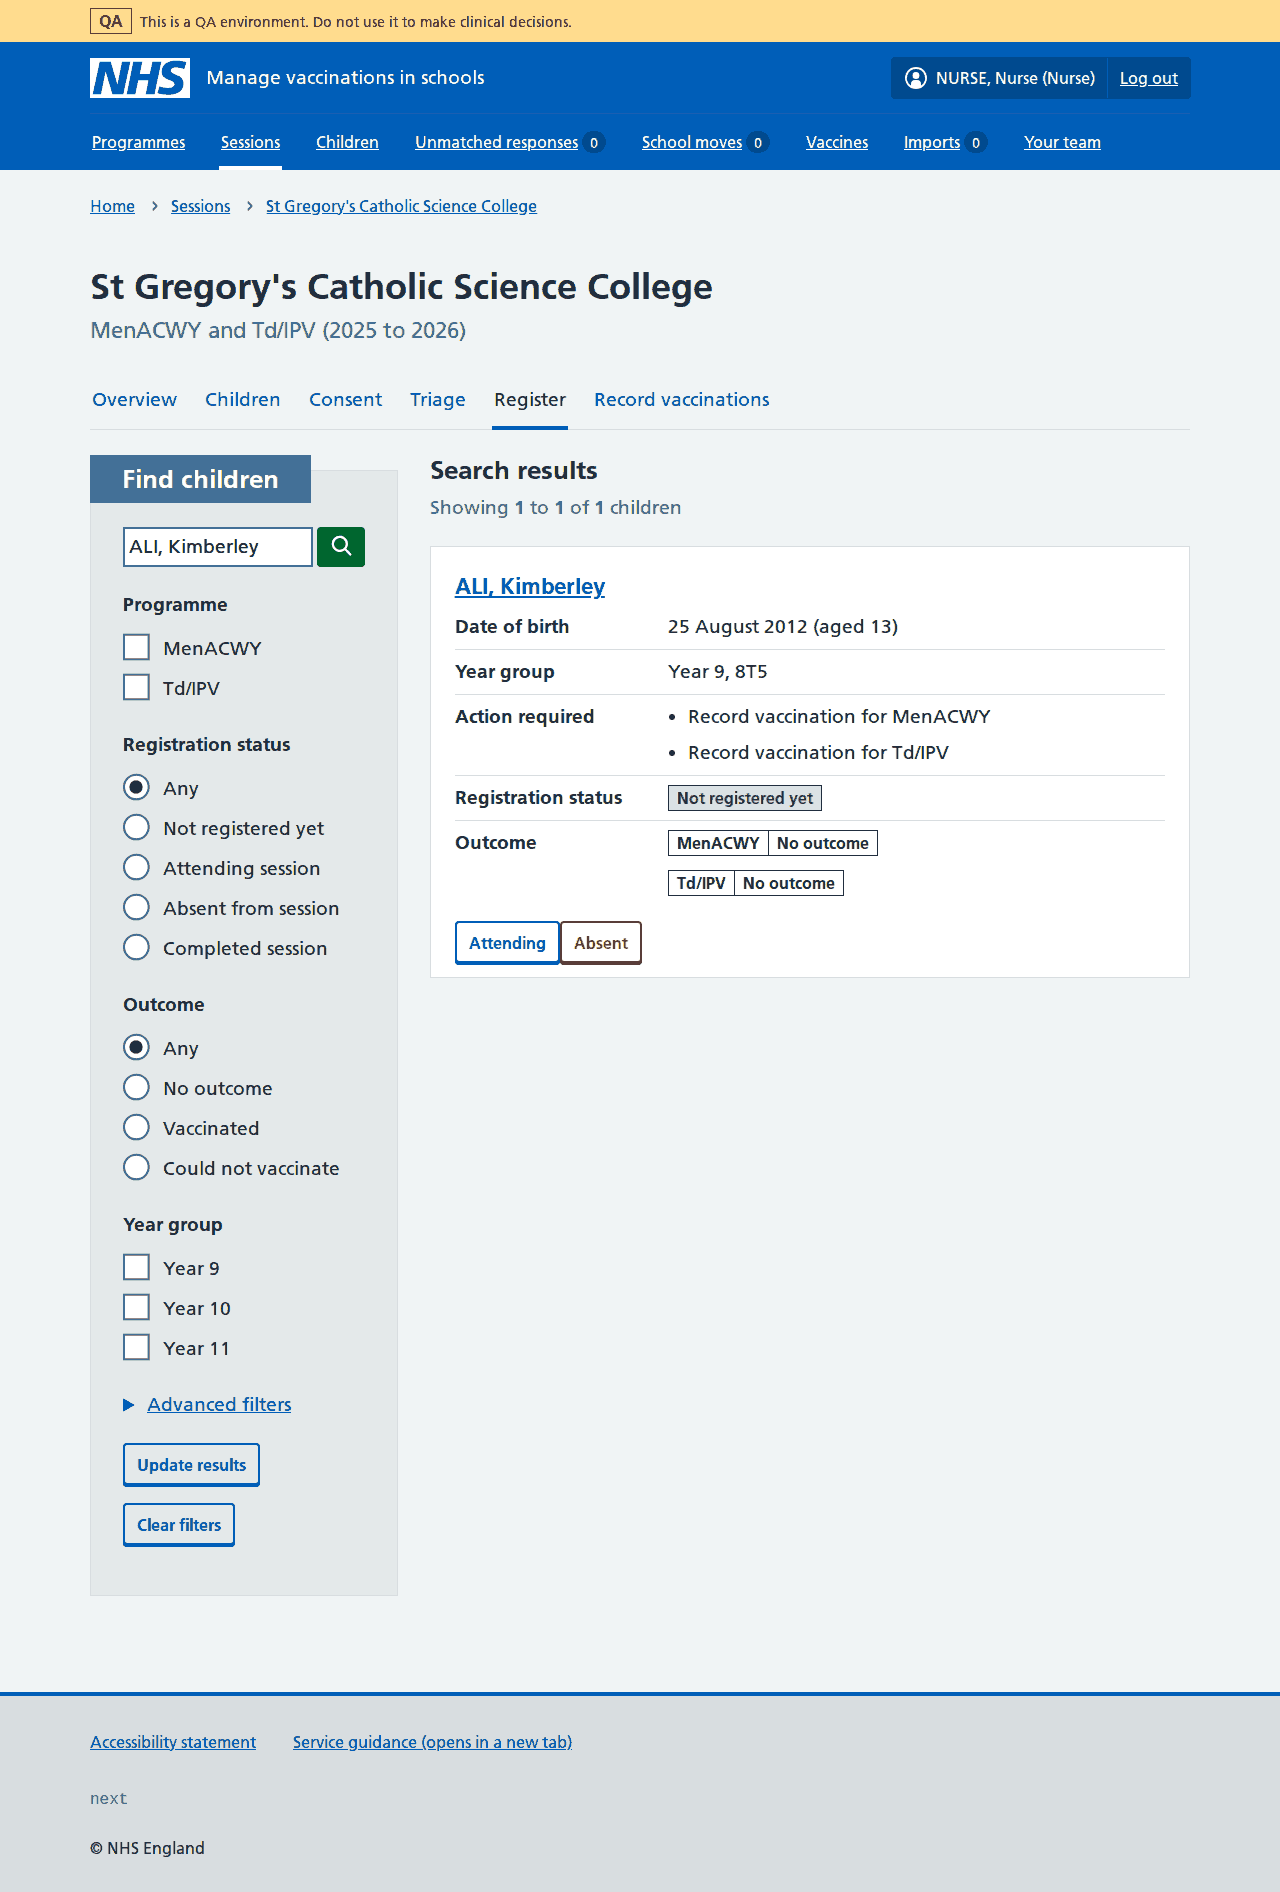 QA This is a QA environment. Do not use it to make clinical decisions.
NHS Manage vaccinations in schools NURSE, Nurse (Nurse) Log out
Programmes Sessions Children Unmatched responses 0 School moves 0 Vaccines Imports 0 Your team
Home > Sessions > St Gregory's Catholic Science College
St Gregory's Catholic Science College
MenACWY and Td/IPV (2025 to 2026)
Overview Children Consent Triage Register Record vaccinations
Find children
ALI, Kimberley
Programme
MenACWY
Td/IPV
Registration status
Any
Not registered yet
Attending session
Absent from session
Completed session
Outcome
Any
No outcome
Vaccinated
Could not vaccinate
Year group
Year 9
Year 10
Year 11
Advanced filters
Update results
Clear filters
Search results
Showing 1 to 1 of 1 children
ALI, Kimberley
Date of birth 25 August 2012 (aged 13)
Year group Year 9, 8T5
Action required • Record vaccination for MenACWY
• Record vaccination for Td/IPV
Registration status Not registered yet
Outcome MenACWY No outcome
Td/IPV No outcome
Attending Absent
Accessibility statement Service guidance (opens in a new tab)
next
© NHS England